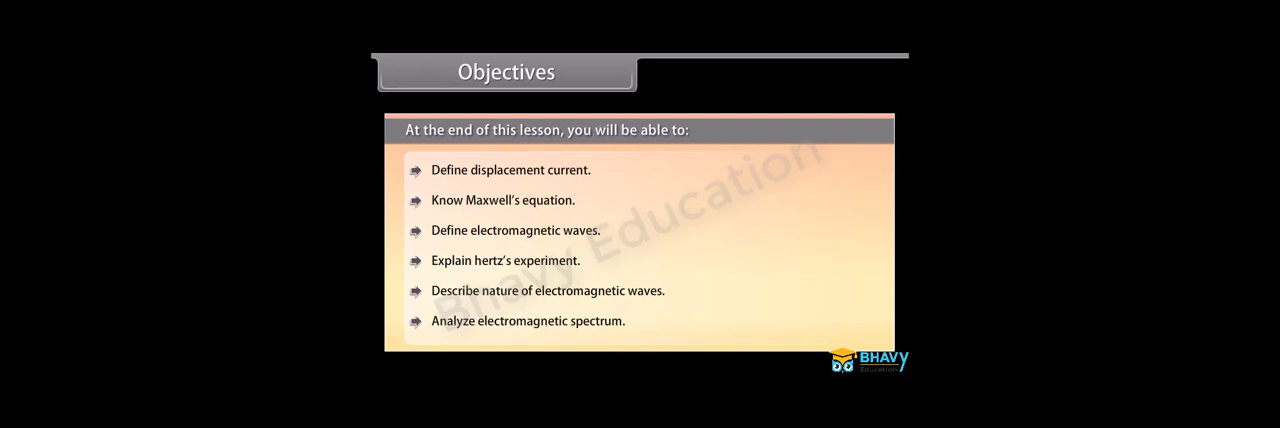 Objectives
At the end of this lesson, you will be able to:
Define displacement current.
Know Maxwell's equation.
Define electromagnetic waves.
Explain hertz's experiment.
Describe nature of electromagnetic waves.
Analyze electromagnetic spectrum.
Bhavy Education
BHAVY
Education